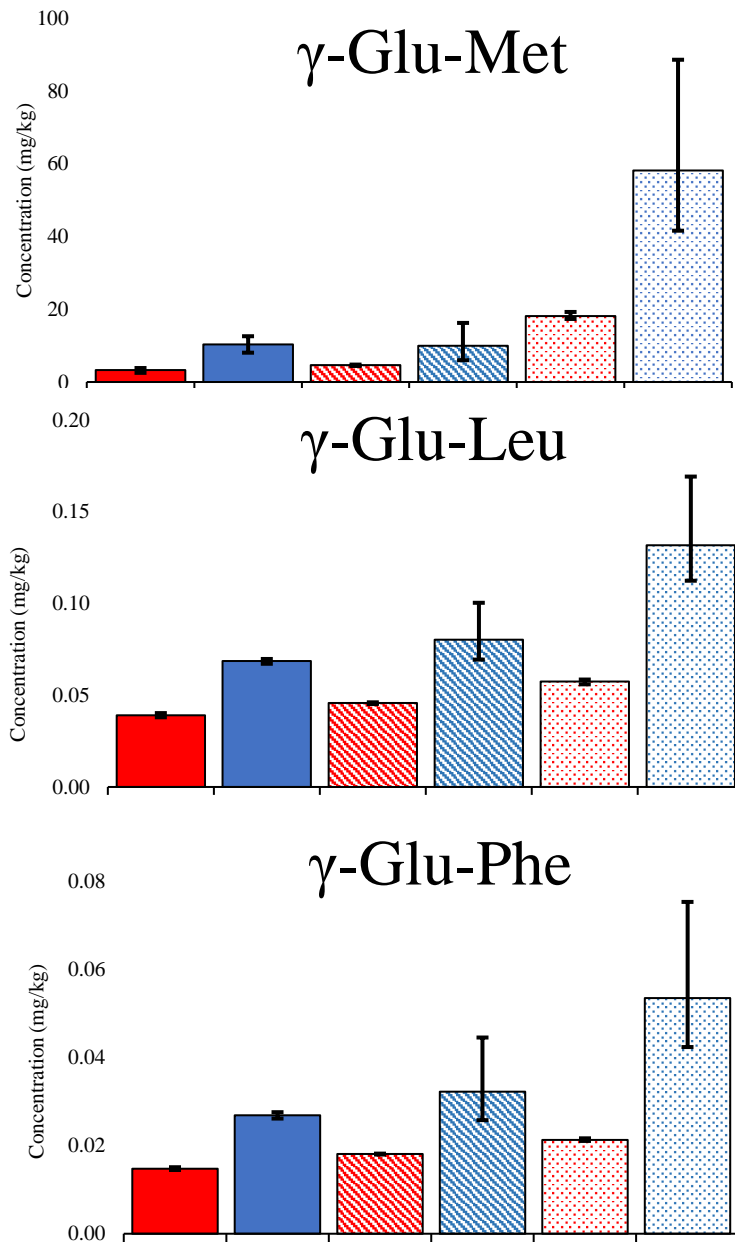 γ-Glu-Met
Concentration (mg/kg)
100
80
60
40
20
0
γ-Glu-Leu
Concentration (mg/kg)
0.20
0.15
0.10
0.05
0.00
γ-Glu-Phe
Concentration (mg/kg)
0.08
0.06
0.04
0.02
0.00